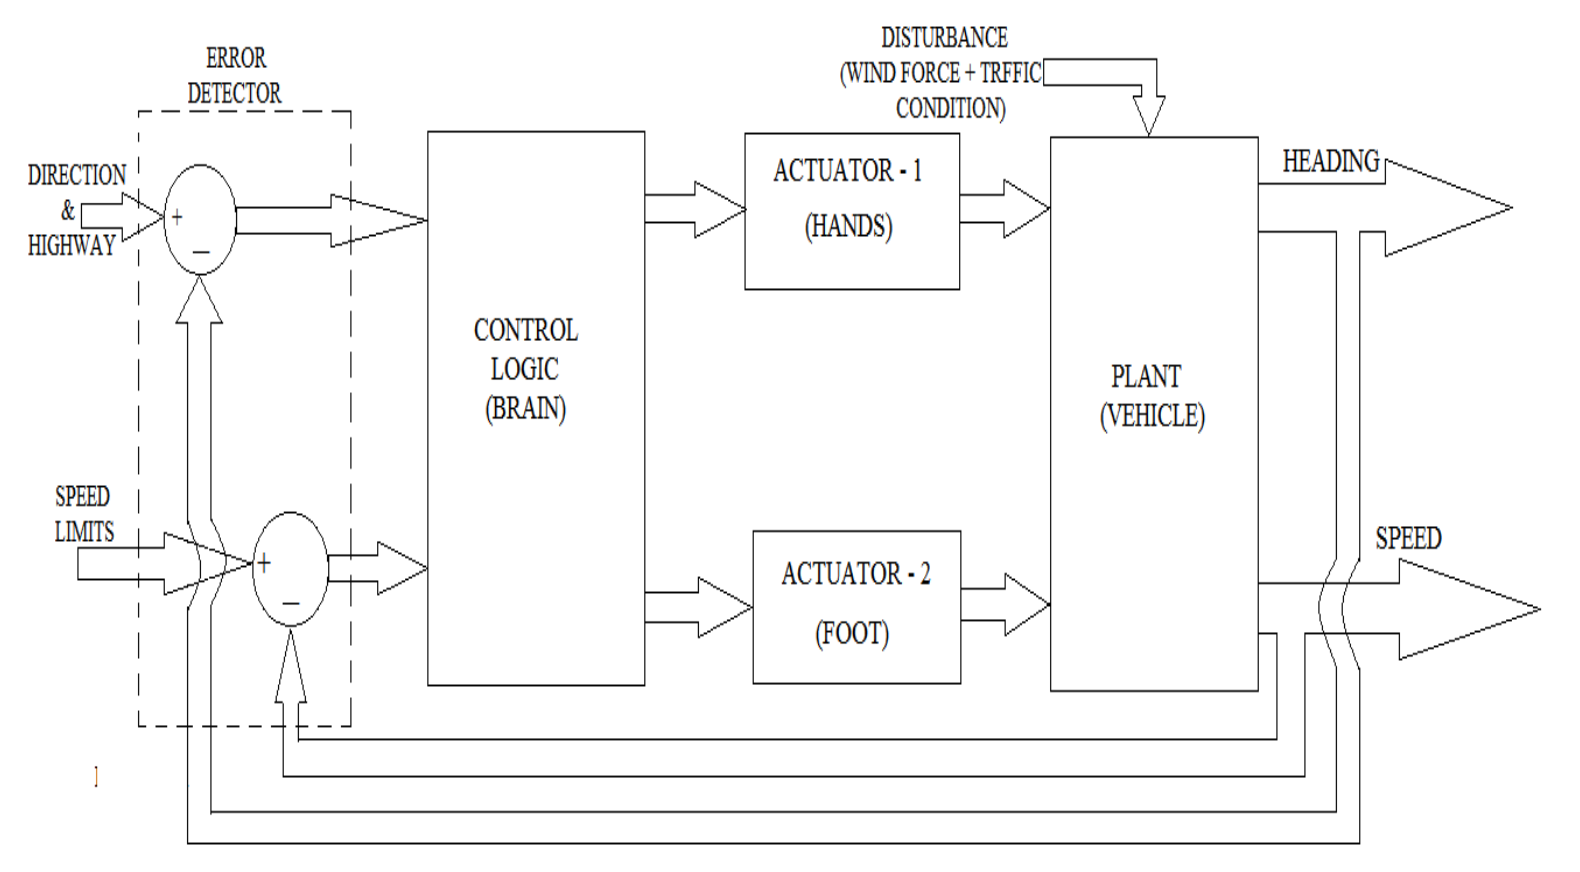 ERROR
DETECTOR
DISTURBANCE
(WIND FORCE + TRFFIC
CONDITION)
DIRECTION
&
HIGHWAY
+
−
CONTROL
LOGIC
(BRAIN)
ACTUATOR - 1
(HANDS)
PLANT
(VEHICLE)
HEADING
SPEED
LIMITS
+
−
ACTUATOR - 2
(FOOT)
SPEED